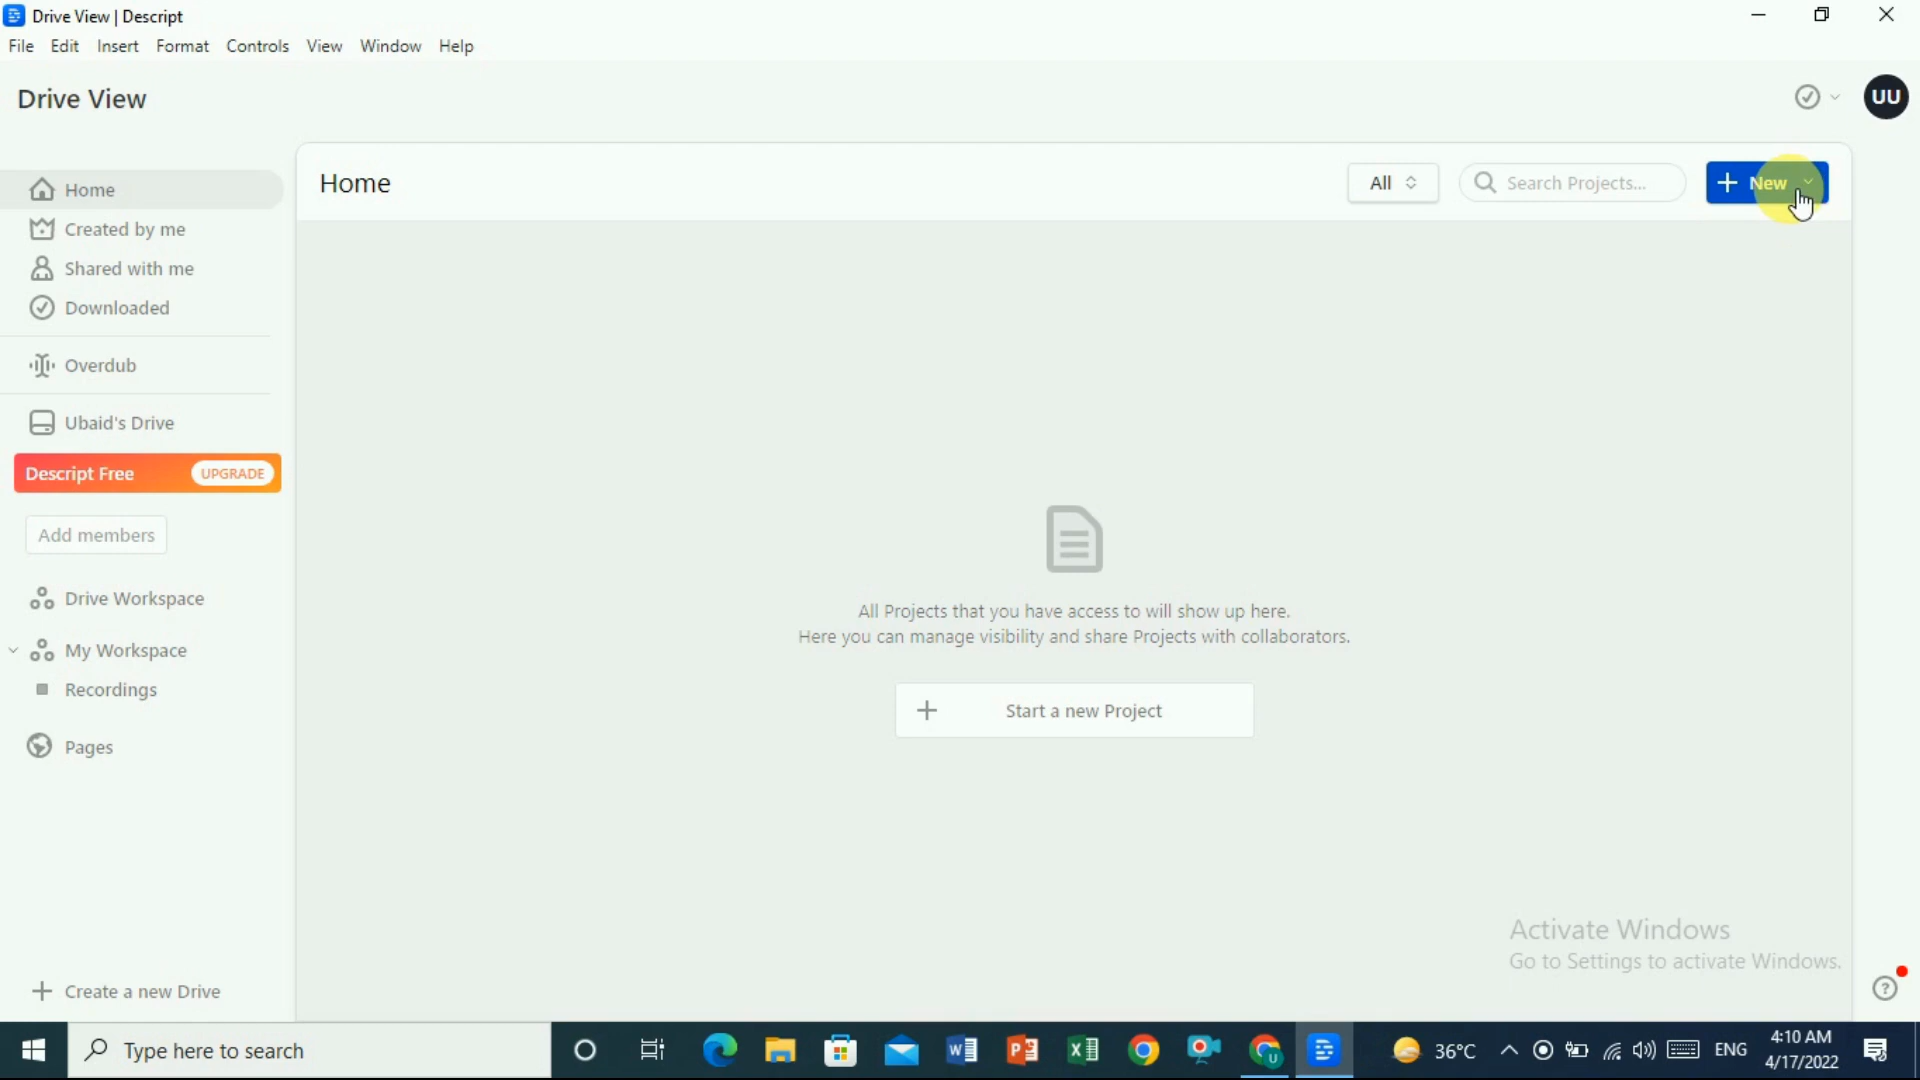 Drive View | Descript
File Edit Insert Format Controls View Window Help
Drive View
UU
Home
Created by me
Shared with me
Downloaded
Overdub
Ubaid's Drive
Descript Free UPGRADE
Add members
Drive Workspace
My Workspace
Recordings
Pages
Create a new Drive
Home
All
Search Projects...
New
All Projects that you have access to will show up here.
Here you can manage visibility and share Projects with collaborators.
Start a new Project
Activate Windows
Go to Settings to activate Windows.
Type here to search
36°C
ENG
4:10 AM
4/17/2022